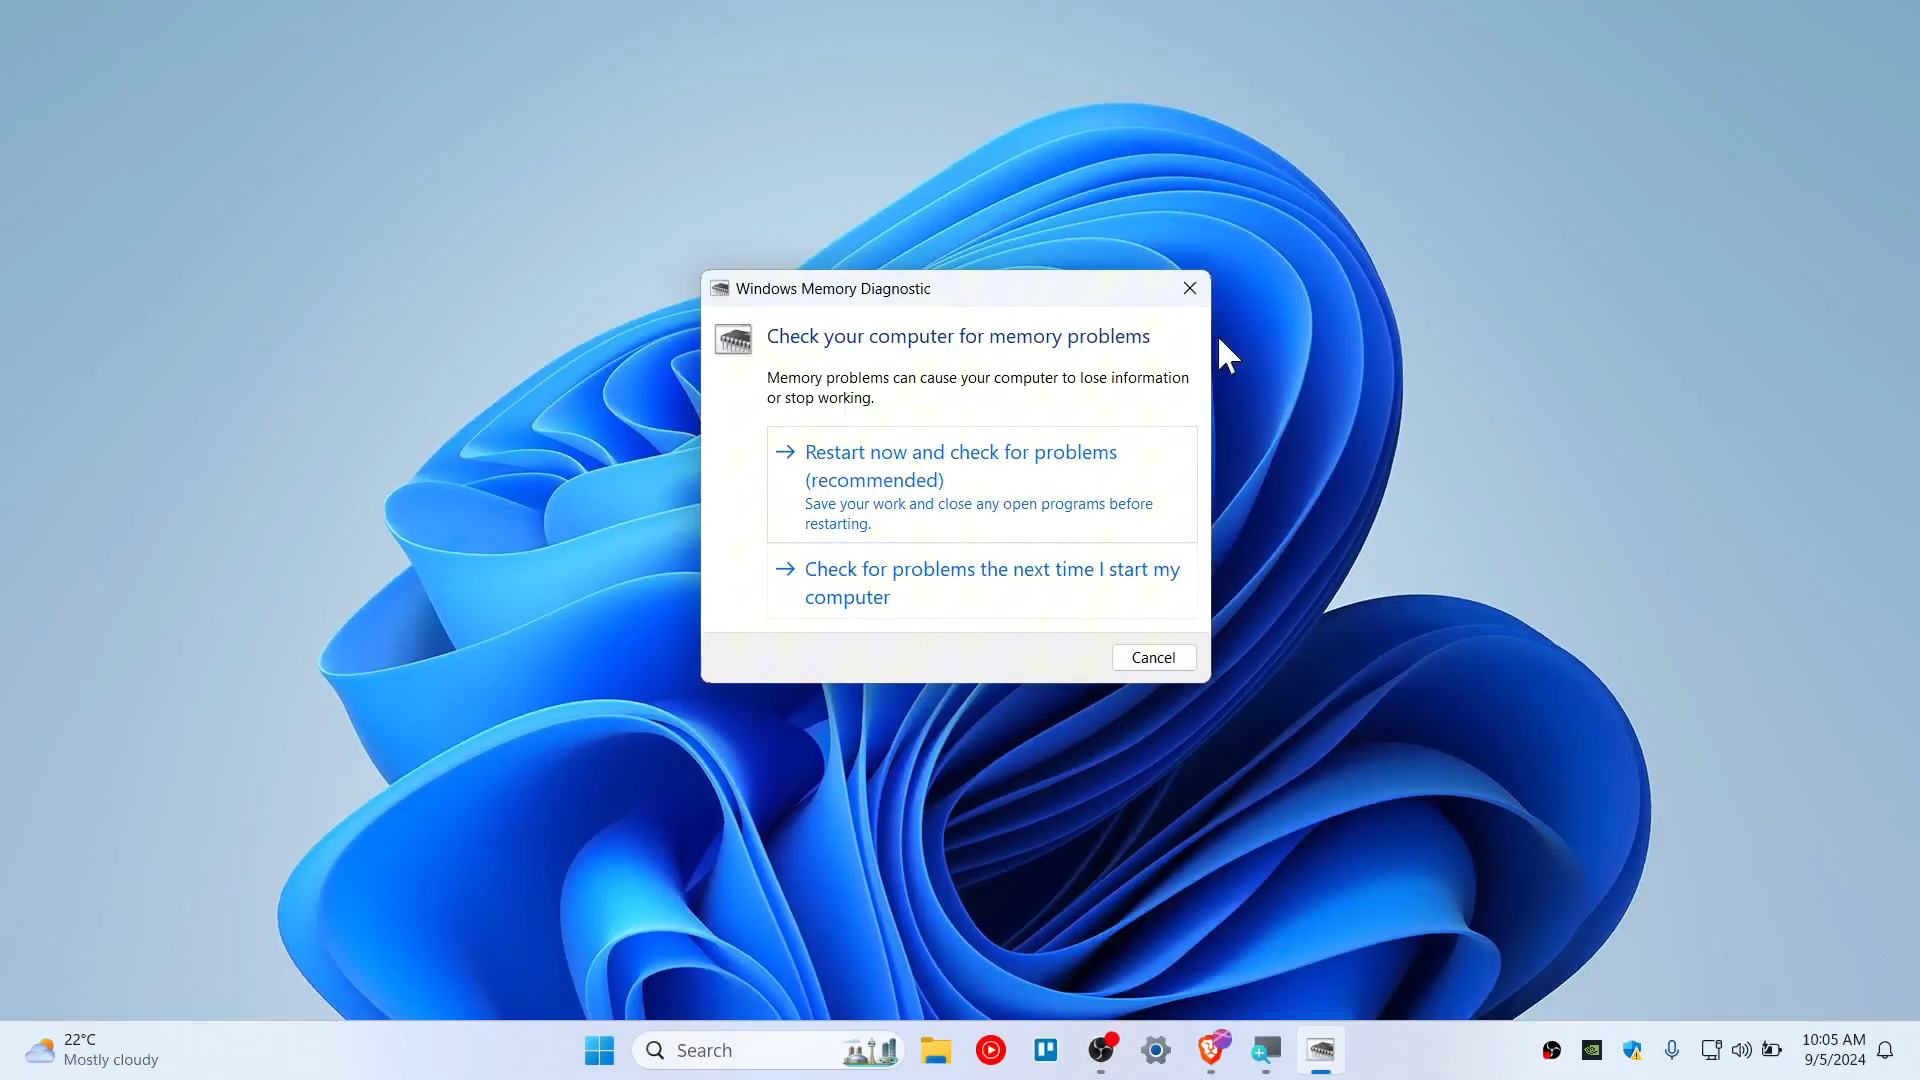 Windows Memory Diagnostic
Check your computer for memory problems
Memory problems can cause your computer to lose information
or stop working.
Restart now and check for problems
(recommended)
Save your work and close any open programs before
restarting.
Check for problems the next time I start my
computer
Cancel
22°C
Mostly cloudy
Search
10:05 AM
9/5/2024